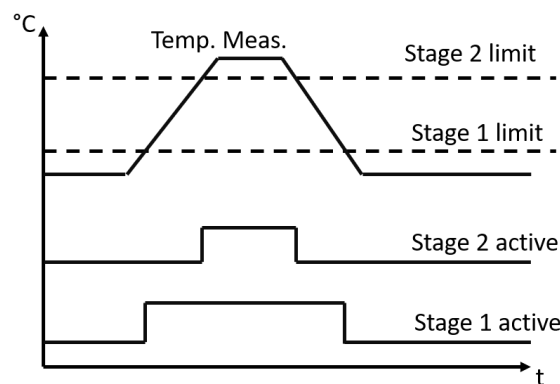 °C
Temp. Meas.
Stage 2 limit
Stage 1 limit
Stage 2 active
Stage 1 active
t